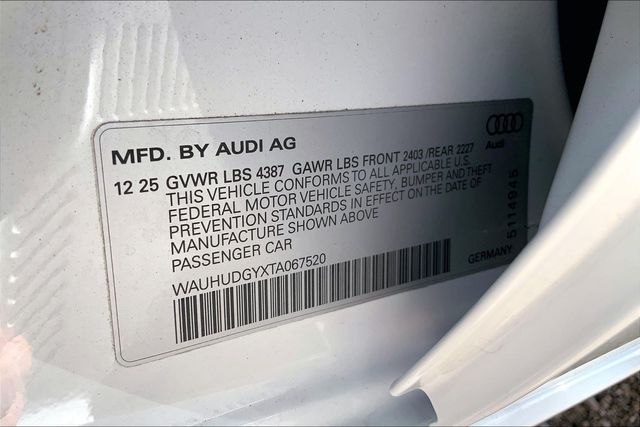 MFD. BY AUDI AG
Audi
12 25 GVWR LBS 4387 GAWR LBS FRONT 2403 /REAR 2227
THIS VEHICLE CONFORMS TO ALL APPLICABLE U.S.
FEDERAL MOTOR VEHICLE SAFETY, BUMPER AND THEFT
PREVENTION STANDARDS IN EFFECT ON THE DATE OF
MANUFACTURE SHOWN ABOVE
PASSENGER CAR
WAUHUDGYXTA067520
GERMANY
5114945